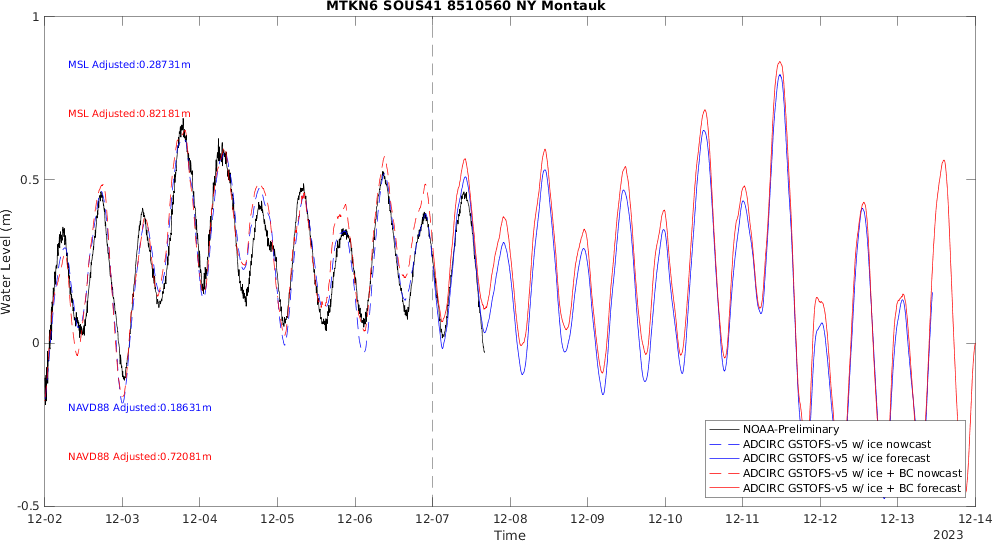 MTKN6 SOUS41 8510560 NY Montauk
1
MSL Adjusted:0.28731m
MSL Adjusted:0.82181m
0.5
Water Level (m)
0
NAVD88 Adjusted:0.18631m
NAVD88 Adjusted:0.72081m
NOAA-Preliminary
ADCIRC GSTOFS-v5 w/ ice nowcast
ADCIRC GSTOFS-v5 w/ ice forecast
ADCIRC GSTOFS-v5 w/ ice + BC nowcast
ADCIRC GSTOFS-v5 w/ ice + BC forecast
-0.5
12-02 12-03 12-04 12-05 12-06 12-07 12-08 12-09 12-10 12-11 12-12 12-13 12-14
Time
2023